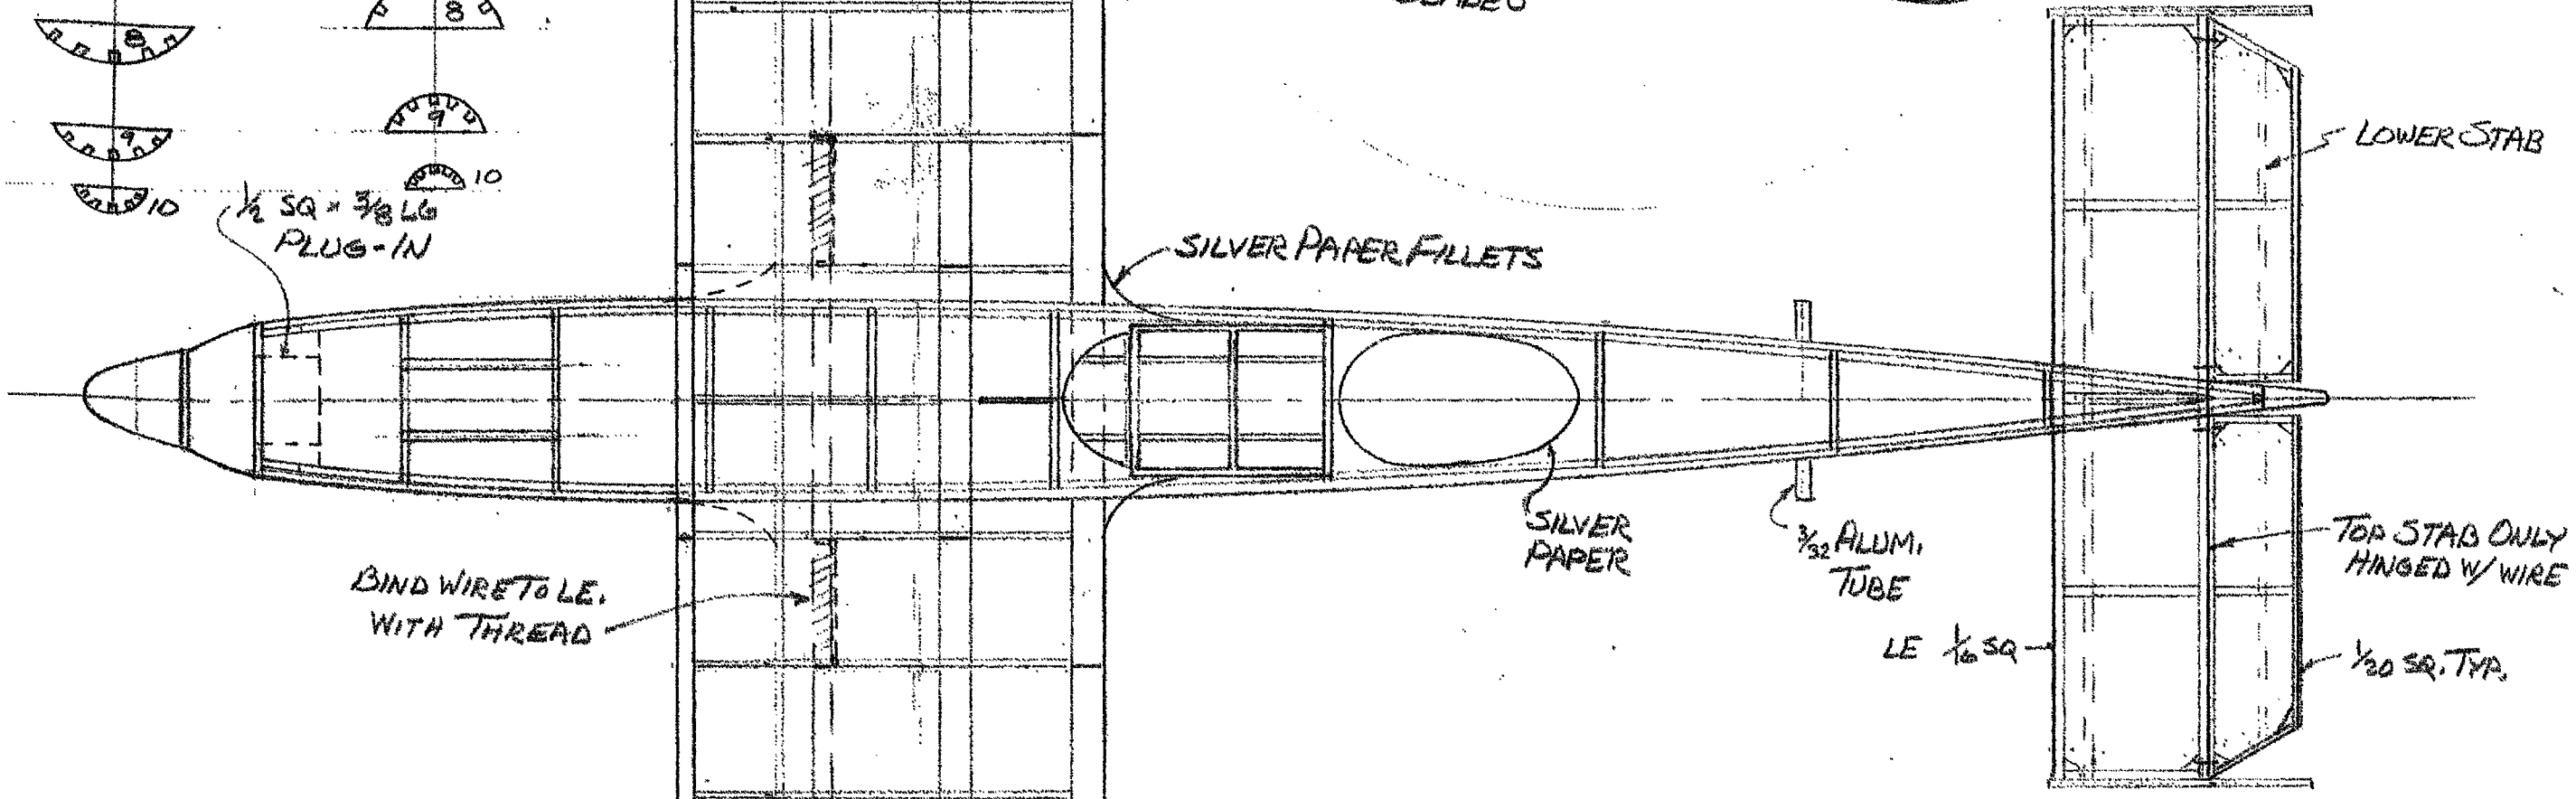 8
8
9
9
10
10
1/2 SQ × 3/8 LG
PLUG-IN
SILVER PAPER FILLETS
LOWER STAB
BIND WIRE TO LE.
WITH THREAD
SILVER
PAPER
3/32 ALUM.
TUBE
TOP STAB ONLY
HINGED W/ WIRE
LE 1/16 SQ
1/20 SQ. TYP.